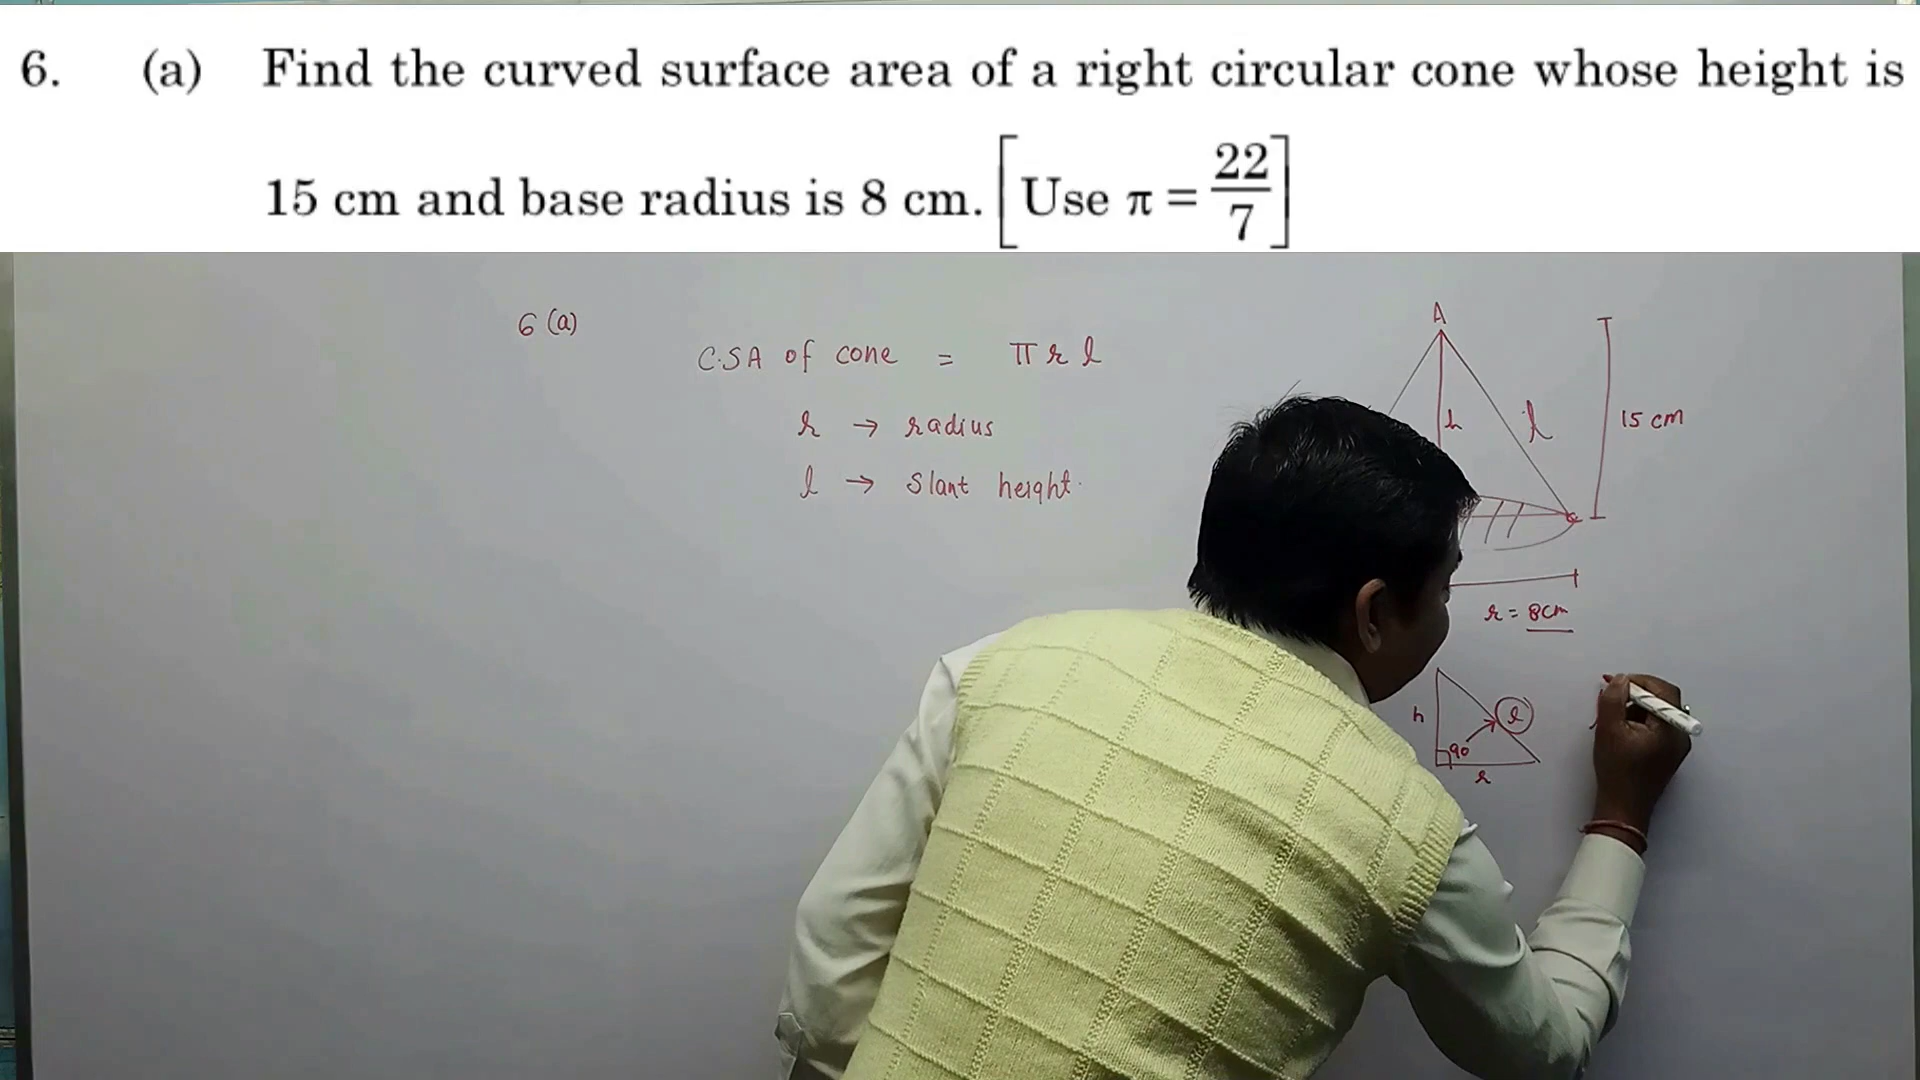 6. (a) Find the curved surface area of a right circular cone whose height is
15 cm and base radius is 8 cm. [Use π = 22/7]
6 (a)
C.S.A of cone = π r l
r → radius
l → Slant height.
A
h
l
15 cm
r = 8cm
h
l
90
r